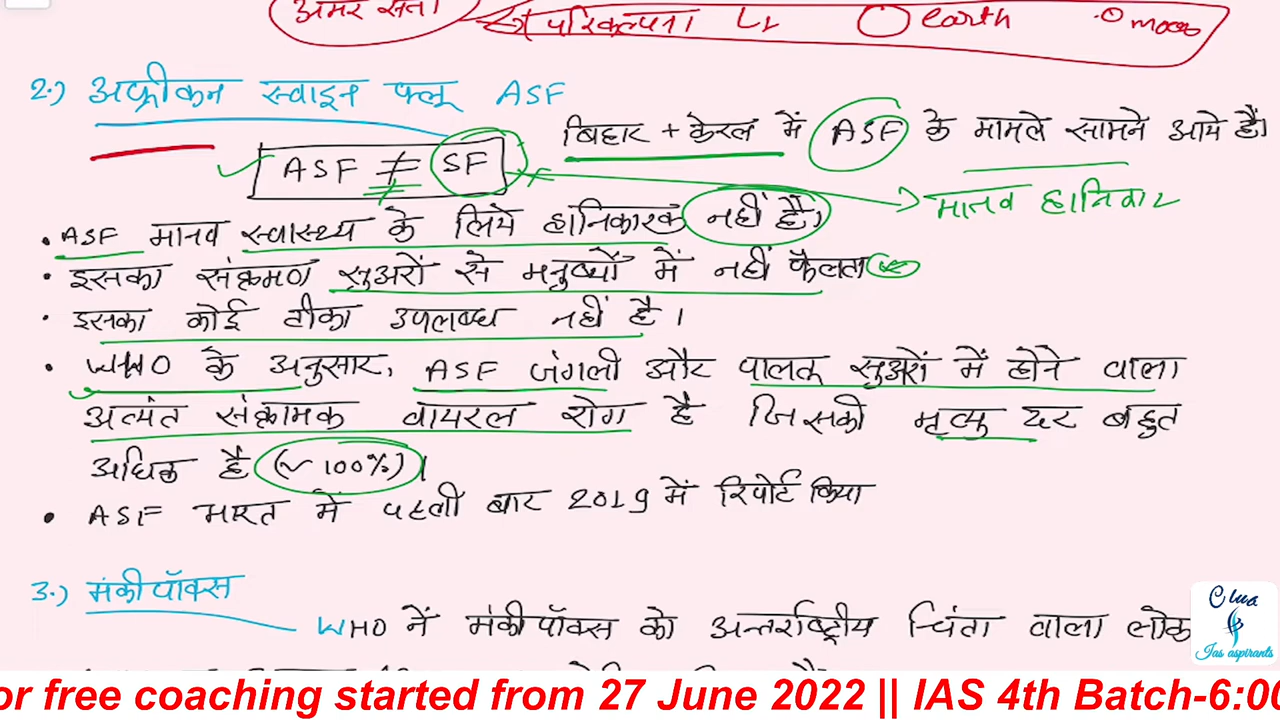 अमर सेना
परिकल्पना earth moon
2.) अफ्रीकन स्वाइन फ्लू ASF
बिहार + केरल में ASF के मामले सामने आये हैं।
ASF ≠ SF
मानव हानिकार
• ASF मानव स्वास्थ्य के लिये हानिकारक नहीं है।
• इसका संक्रमण सुअरों से मनुष्यों में नहीं फैलता
• इसका कोई टीका उपलब्ध नहीं है।
• WHO के अनुसार, ASF जंगली और पालतू सुअरों में होने वाला
अत्यंत संक्रामक वायरल रोग है जिसकी मृत्यु दर बहुत
अधिक है (~ 100%)।
• ASF भारत में पहली बार 2019 में रिपोर्ट किया
3.) मंकीपॉक्स
WHO ने मंकीपॉक्स को अन्तर्राष्ट्रीय चिंता वाला लोक
Clua
Ias aspirants
or free coaching started from 27 June 2022 || IAS 4th Batch-6:00